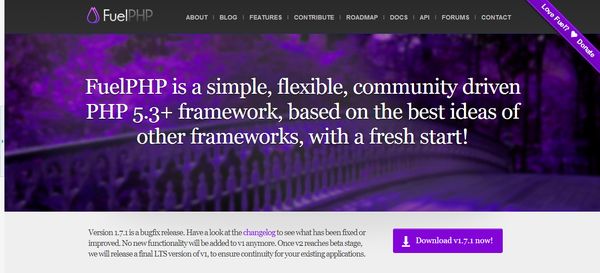 FuelPHP
ABOUT | BLOG | FEATURES | CONTRIBUTE | ROADMAP | DOCS | API | FORUMS | CONTACT
Love Fuel? ♥ Donate
FuelPHP is a simple, flexible, community driven
PHP 5.3+ framework, based on the best ideas of
other frameworks, with a fresh start!
Version 1.7.1 is a bugfix release. Have a look at the changelog to see what has been fixed or
improved. No new functionality will be added to v1 anymore. Once v2 reaches beta stage,
we will release a final LTS version of v1, to ensure continuity for your existing applications.
Download v1.7.1 now!